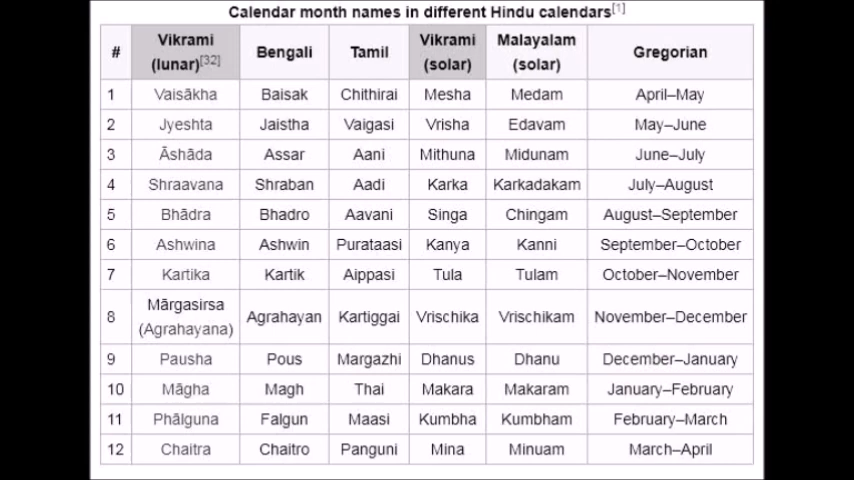 Calendar month names in different Hindu calendars[1]
# Vikrami (lunar)[32] Bengali Tamil Vikrami (solar) Malayalam (solar) Gregorian
1 Vaisākha Baisak Chithirai Mesha Medam April–May
2 Jyeshta Jaistha Vaigasi Vrisha Edavam May–June
3 Āshāda Assar Aani Mithuna Midunam June–July
4 Shraavana Shraban Aadi Karka Karkadakam July–August
5 Bhādra Bhadro Aavani Singa Chingam August–September
6 Ashwina Ashwin Purataasi Kanya Kanni September–October
7 Kartika Kartik Aippasi Tula Tulam October–November
8 Mārgasirsa (Agrahayana) Agrahayan Kartiggai Vrischika Vrischikam November–December
9 Pausha Pous Margazhi Dhanus Dhanu December–January
10 Māgha Magh Thai Makara Makaram January–February
11 Phālguna Falgun Maasi Kumbha Kumbham February–March
12 Chaitra Chaitro Panguni Mina Minuam March–April